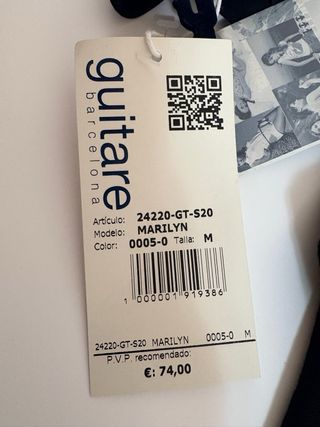 guitare
barcelona
Artículo: 24220-GT-S20
Modelo: MARILYN
Color: 0005-0 Talla: M
1 000001 919386
24220-GT-S20 MARILYN 0005-0 M
P.V.P. recomendado:
€: 74,00